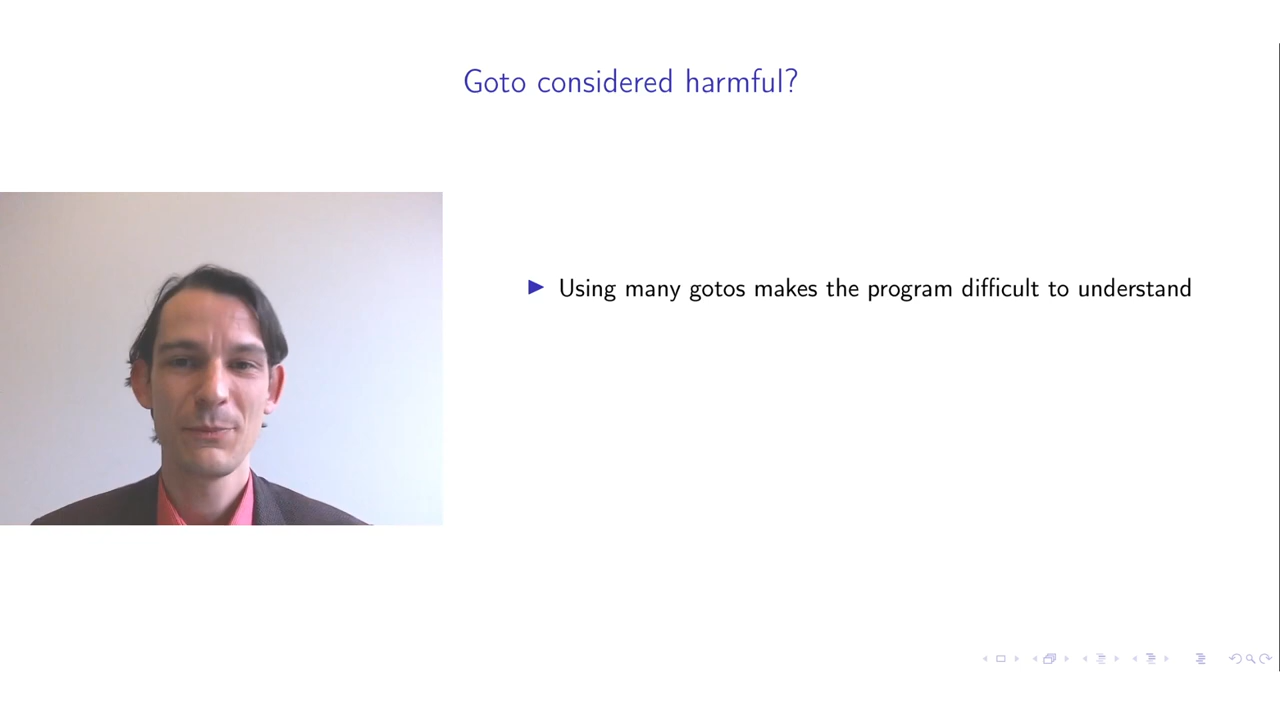 Goto considered harmful?
Using many gotos makes the program difficult to understand